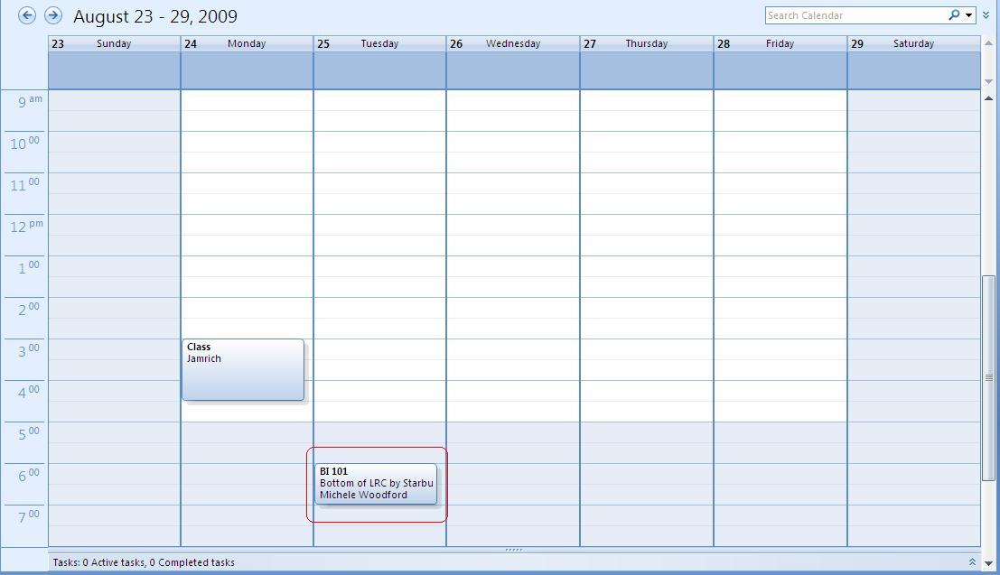 August 23 - 29, 2009
Search Calendar
23 Sunday 24 Monday 25 Tuesday 26 Wednesday 27 Thursday 28 Friday 29 Saturday
9 am
10 00
11 00
12 pm
1 00
2 00
3 00
Class
Jamrich
4 00
5 00
6 00
BI 101
Bottom of LRC by Starbu
Michele Woodford
7 00
Tasks: 0 Active tasks, 0 Completed tasks